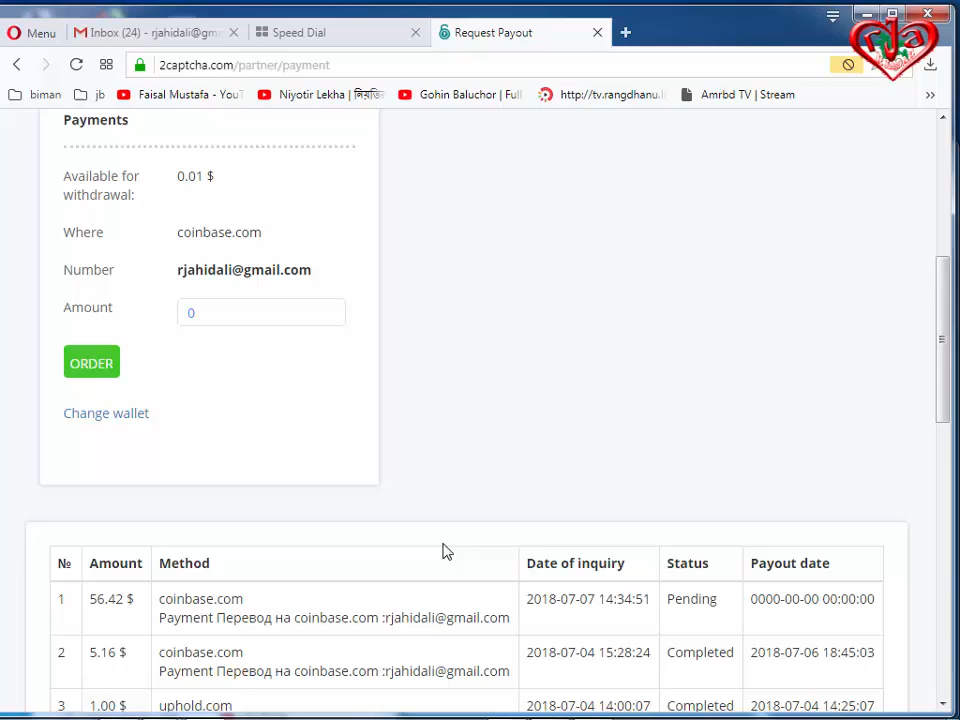 Menu
Inbox (24) - rjahidali@gm
Speed Dial
Request Payout
rja
2captcha.com/partner/payment
biman
jb
Faisal Mustafa - YouT
Niyotir Lekha | নিয়তির
Gohin Baluchor | Full
http://tv.rangdhanu.
Amrbd TV | Stream
Payments
Available for
withdrawal:
0.01 $
Where
coinbase.com
Number
rjahidali@gmail.com
Amount
0
ORDER
Change wallet
№ Amount Method Date of inquiry Status Payout date
1 56.42 $ coinbase.com 2018-07-07 14:34:51 Pending 0000-00-00 00:00:00
Payment Перевод на coinbase.com :rjahidali@gmail.com
2 5.16 $ coinbase.com 2018-07-04 15:28:24 Completed 2018-07-06 18:45:03
Payment Перевод на coinbase.com :rjahidali@gmail.com
3 1.00 $ uphold.com 2018-07-04 14:00:07 Completed 2018-07-04 14:25:07